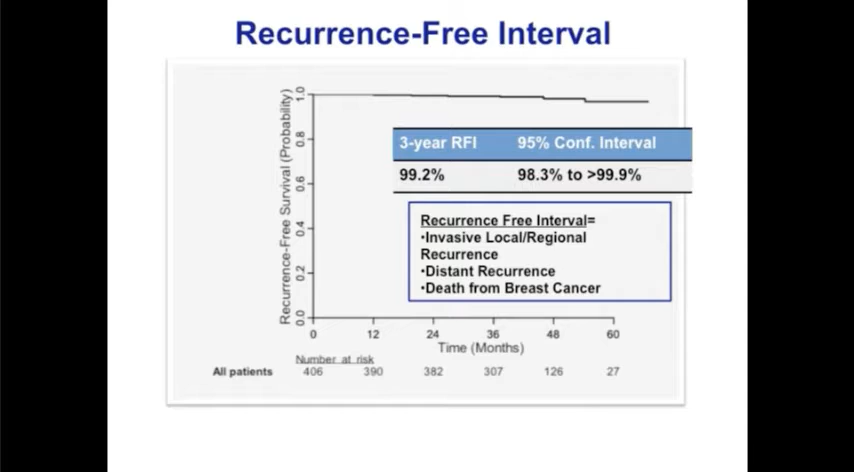 Recurrence-Free Interval
Recurrence-Free Survival (Probability)
1.0
0.8
0.6
0.4
0.2
0.0
3-year RFI 95% Conf. Interval
99.2% 98.3% to >99.9%
Recurrence Free Interval=
•Invasive Local/Regional
Recurrence
•Distant Recurrence
•Death from Breast Cancer
0 12 24 36 48 60
Time (Months)
Number at risk
All patients 406 390 382 307 126 27